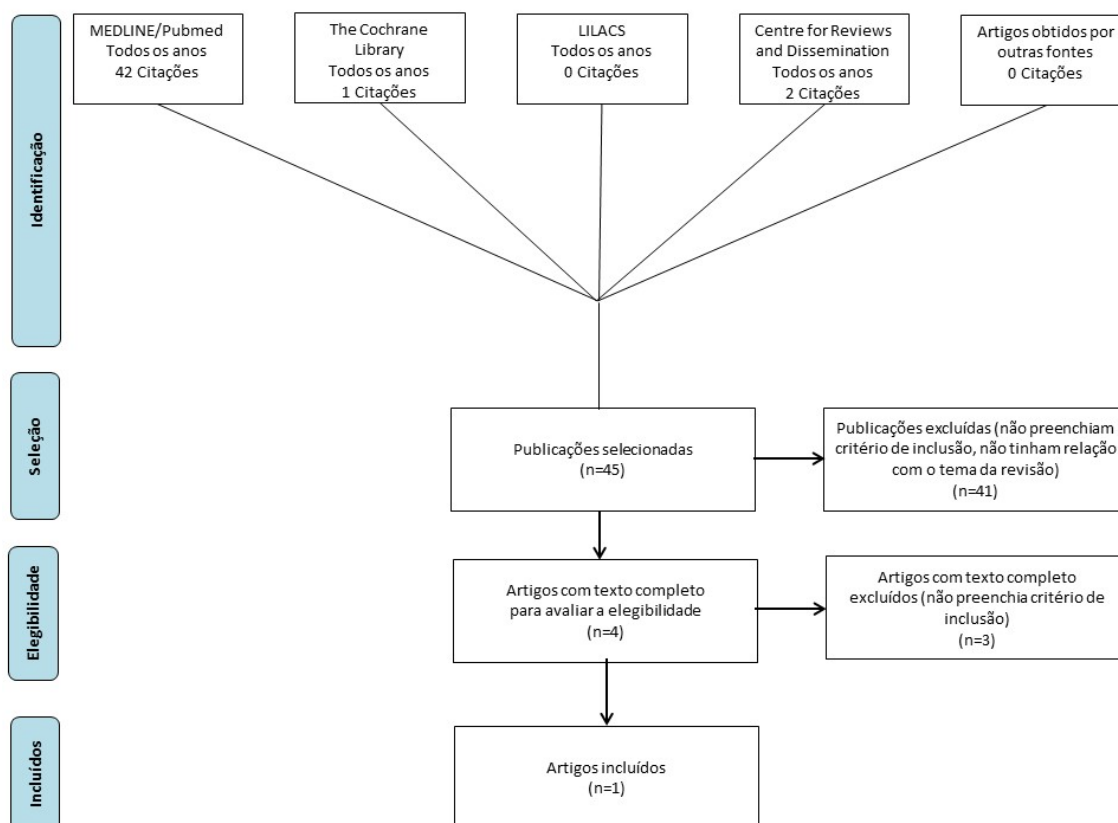 MEDLINE/Pubmed
Todos os anos
42 Citações
The Cochrane
Library
Todos os anos
1 Citações
LILACS
Todos os anos
0 Citações
Centre for Reviews
and Dissemination
Todos os anos
2 Citações
Artigos obtidos por
outras fontes
0 Citações
Identificação
Seleção
Publicações selecionadas
(n=45)
Publicações excluídas (não preenchiam
critério de inclusão, não tinham relação
com o tema da revisão)
(n=41)
Elegibilidade
Artigos com texto completo
para avaliar a elegibilidade
(n=4)
Artigos com texto completo
excluídos (não preenchia critério de
inclusão)
(n=3)
Incluídos
Artigos incluídos
(n=1)